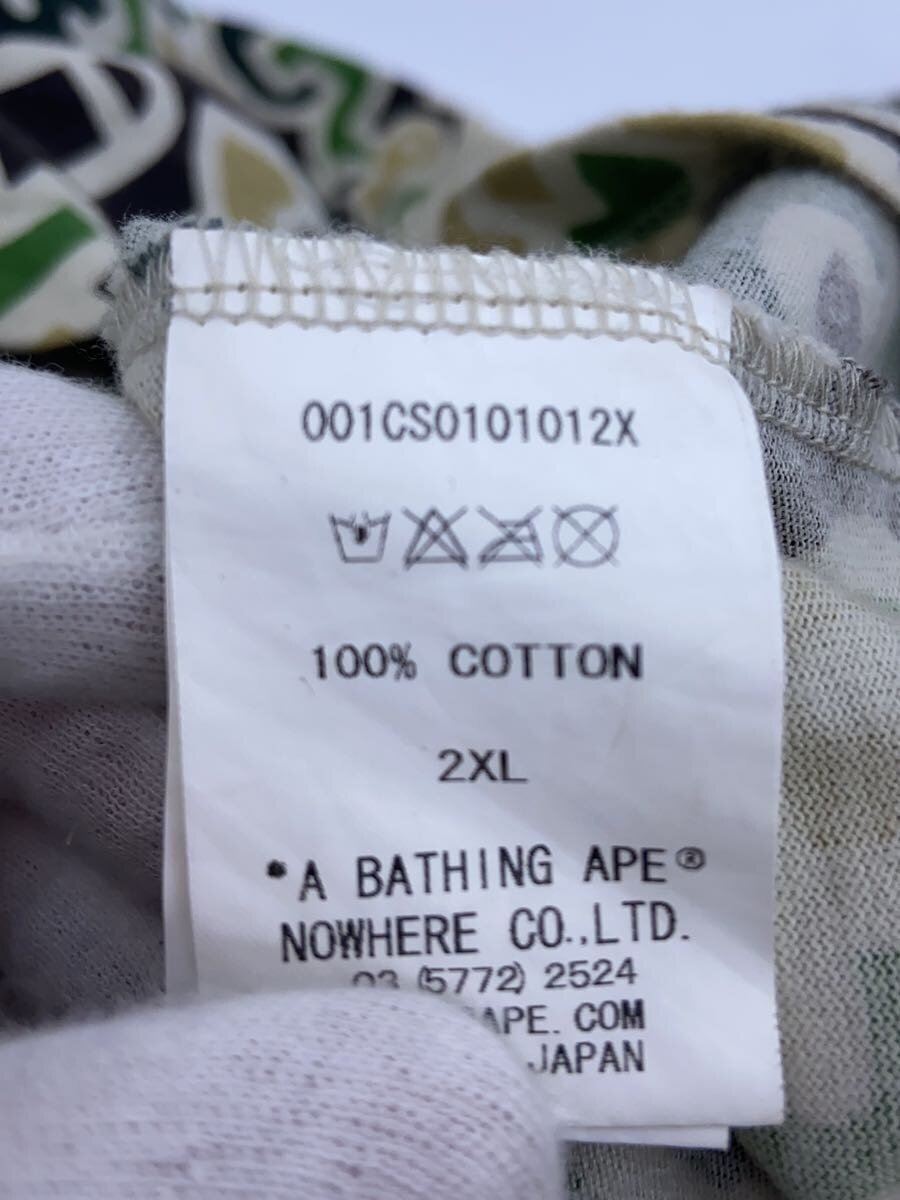 001CS0101012X
100% COTTON
2XL
*A BATHING APE®
NOWHERE CO.,LTD.
03 (5772) 2524
APE.COM
JAPAN